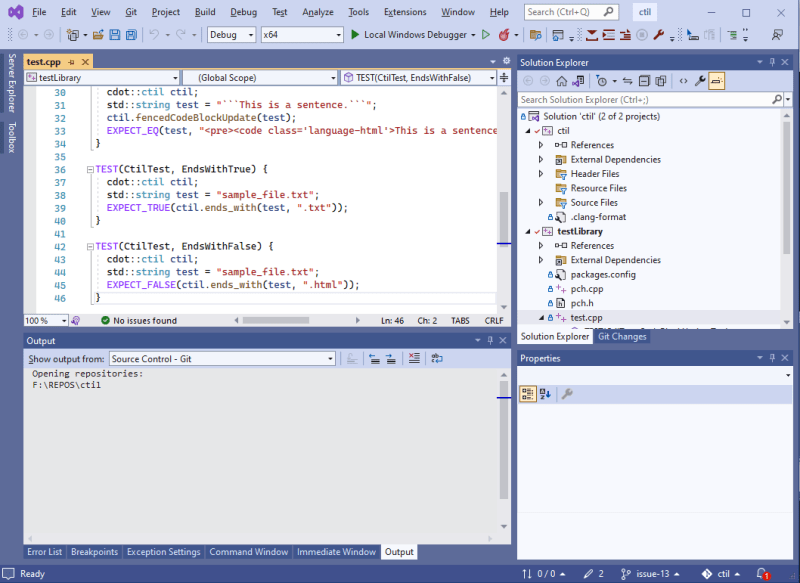 File Edit View Git Project Build Debug Test Analyze Tools Extensions Window Help Search (Ctrl+Q) ctil
Debug x64 Local Windows Debugger
Server Explorer
Toolbox
test.cpp
testLibrary (Global Scope) TEST(CtilTest, EndsWithFalse)
30 cdot::ctil ctil;
31 std::string test = "```This is a sentence.```";
32 ctil.fencedCodeBlockUpdate(test);
33 EXPECT_EQ(test, "<pre><code class='language-html'>This is a sentence
34 }
35
36 TEST(CtilTest, EndsWithTrue) {
37 cdot::ctil ctil;
38 std::string test = "sample_file.txt";
39 EXPECT_TRUE(ctil.ends_with(test, ".txt"));
40 }
41
42 TEST(CtilTest, EndsWithFalse) {
43 cdot::ctil ctil;
44 std::string test = "sample_file.txt";
45 EXPECT_FALSE(ctil.ends_with(test, ".html"));
46 }
100 % No issues found Ln: 46 Ch: 2 TABS CRLF
Output
Show output from: Source Control - Git
Opening repositories:
F:\REPOS\ctil
Error List Breakpoints Exception Settings Command Window Immediate Window Output
Solution Explorer
Search Solution Explorer (Ctrl+;)
Solution 'ctil' (2 of 2 projects)
ctil
References
External Dependencies
Header Files
Resource Files
Source Files
.clang-format
testLibrary
References
External Dependencies
packages.config
pch.cpp
pch.h
test.cpp
Solution Explorer Git Changes
Properties
Ready 0 / 0 2 issue-13 ctil 1